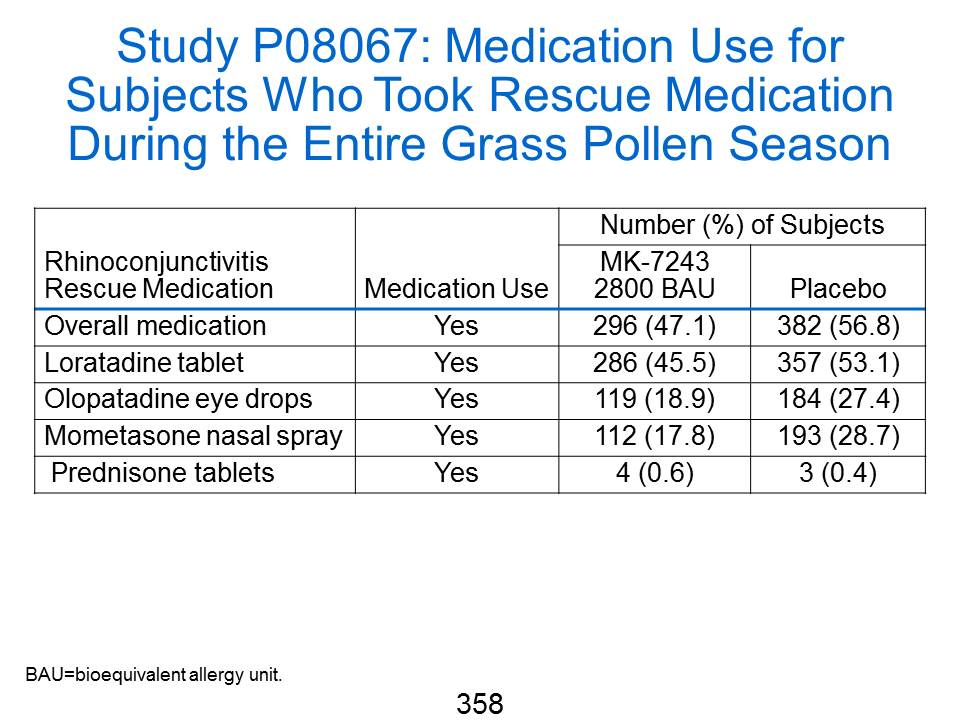 Study P08067: Medication Use for
Subjects Who Took Rescue Medication
During the Entire Grass Pollen Season
Number (%) of Subjects
Rhinoconjunctivitis
Rescue Medication
Medication Use
MK-7243
2800 BAU
Placebo
Overall medication Yes 296 (47.1) 382 (56.8)
Loratadine tablet Yes 286 (45.5) 357 (53.1)
Olopatadine eye drops Yes 119 (18.9) 184 (27.4)
Mometasone nasal spray Yes 112 (17.8) 193 (28.7)
Prednisone tablets Yes 4 (0.6) 3 (0.4)
BAU=bioequivalent allergy unit.
358